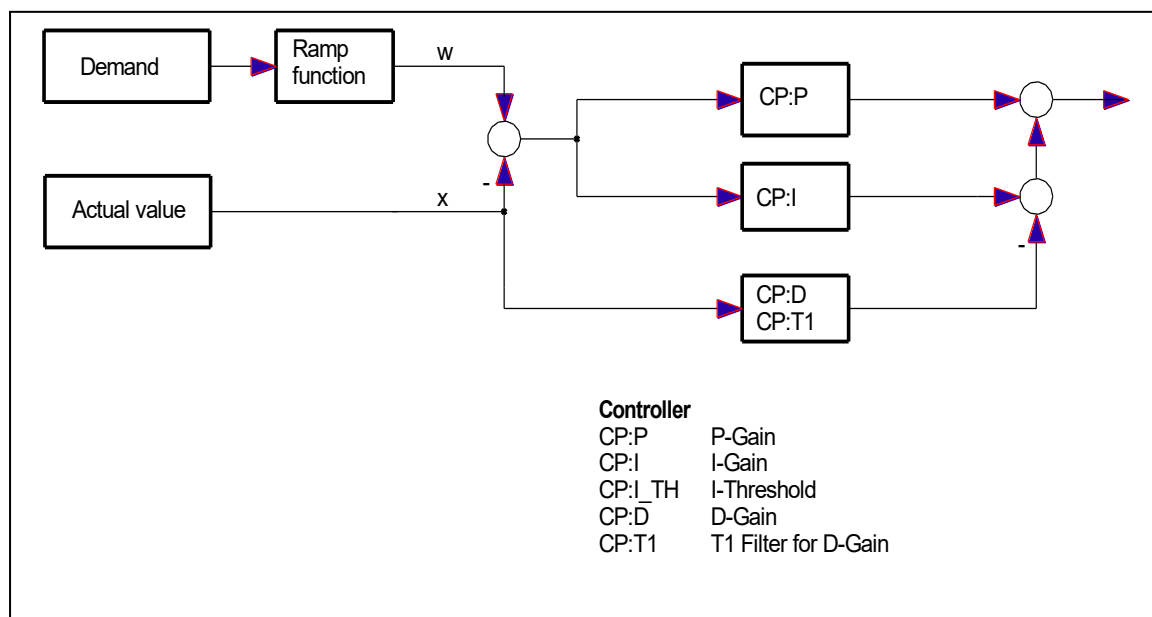 Demand
Ramp
function
w
CP:P
-
Actual value
x
CP:I
-
CP:D
CP:T1
Controller
CP:P P-Gain
CP:I I-Gain
CP:I_TH I-Threshold
CP:D D-Gain
CP:T1 T1 Filter for D-Gain